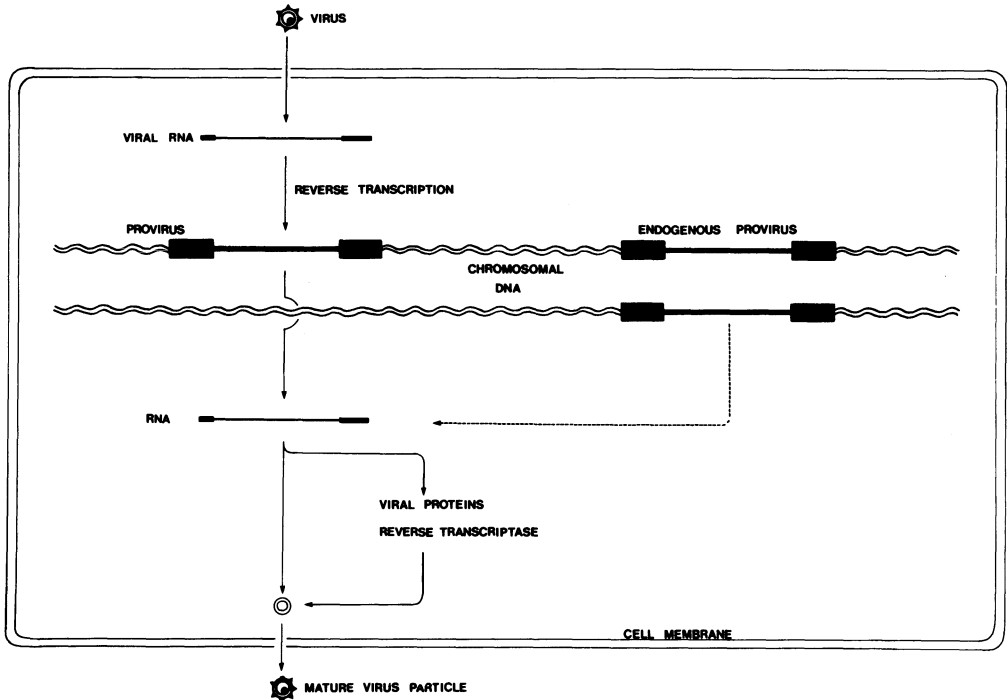 VIRUS
VIRAL RNA
REVERSE TRANSCRIPTION
PROVIRUS
ENDOGENOUS PROVIRUS
CHROMOSOMAL
DNA
RNA
VIRAL PROTEINS
REVERSE TRANSCRIPTASE
CELL MEMBRANE
MATURE VIRUS PARTICLE